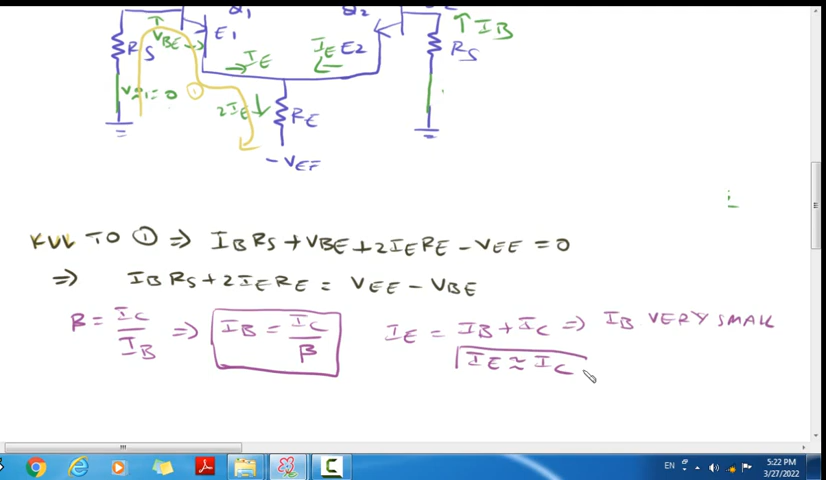 E1
VBE
RS
IE
IE E2
IB
RS
V =0
1
2IE
RE
-VEE
KVL TO ① ⇒ IBRS+VBE+2IERE-VEE=0
⇒ IBRS+2IERE = VEE-VBE
β = IC/IB ⇒ IB = IC/β
IE = IB+IC ⇒ IB VERY SMALL
IE ≈ IC
EN
5:22 PM
3/27/2022